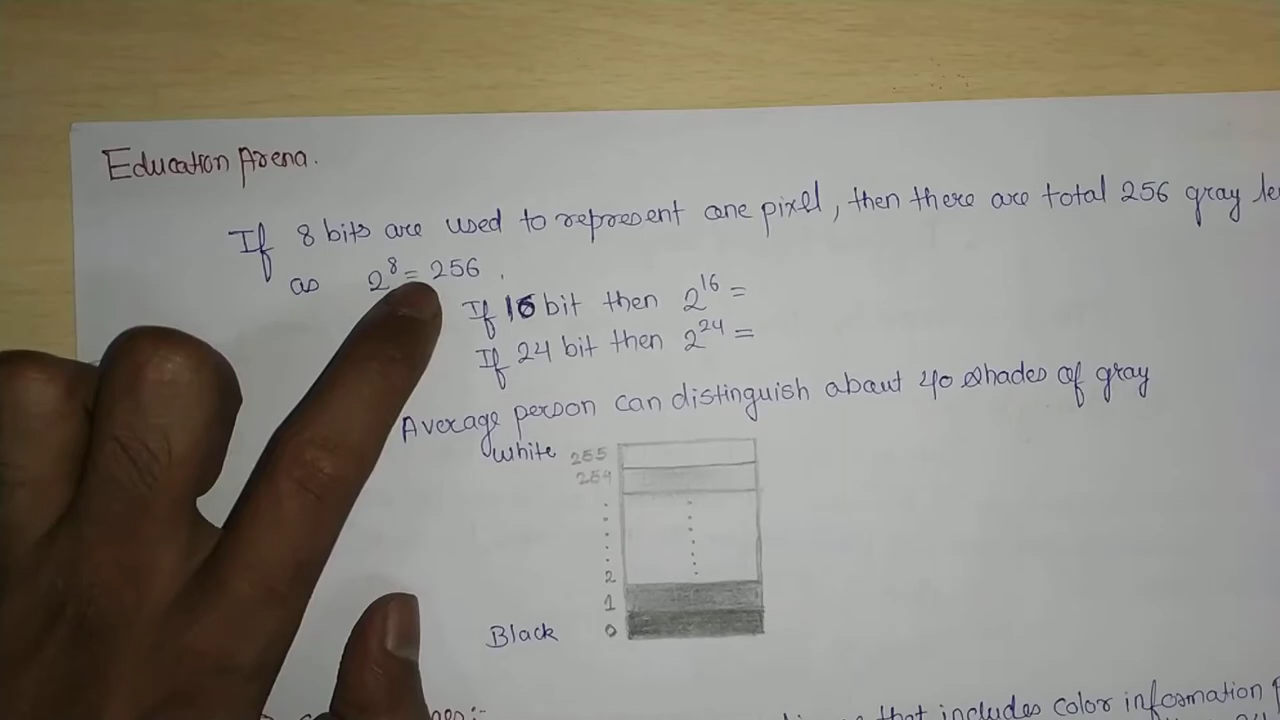 Education Arena.
If 8 bits are used to represent one pixel, then there are total 256 gray le
as 2⁸ = 256.
If 16 bit then 2¹⁶ =
If 24 bit then 2²⁴ =
Average person can distinguish about 40 shades of gray
White 255
254
2
1
Black 0
that includes color information